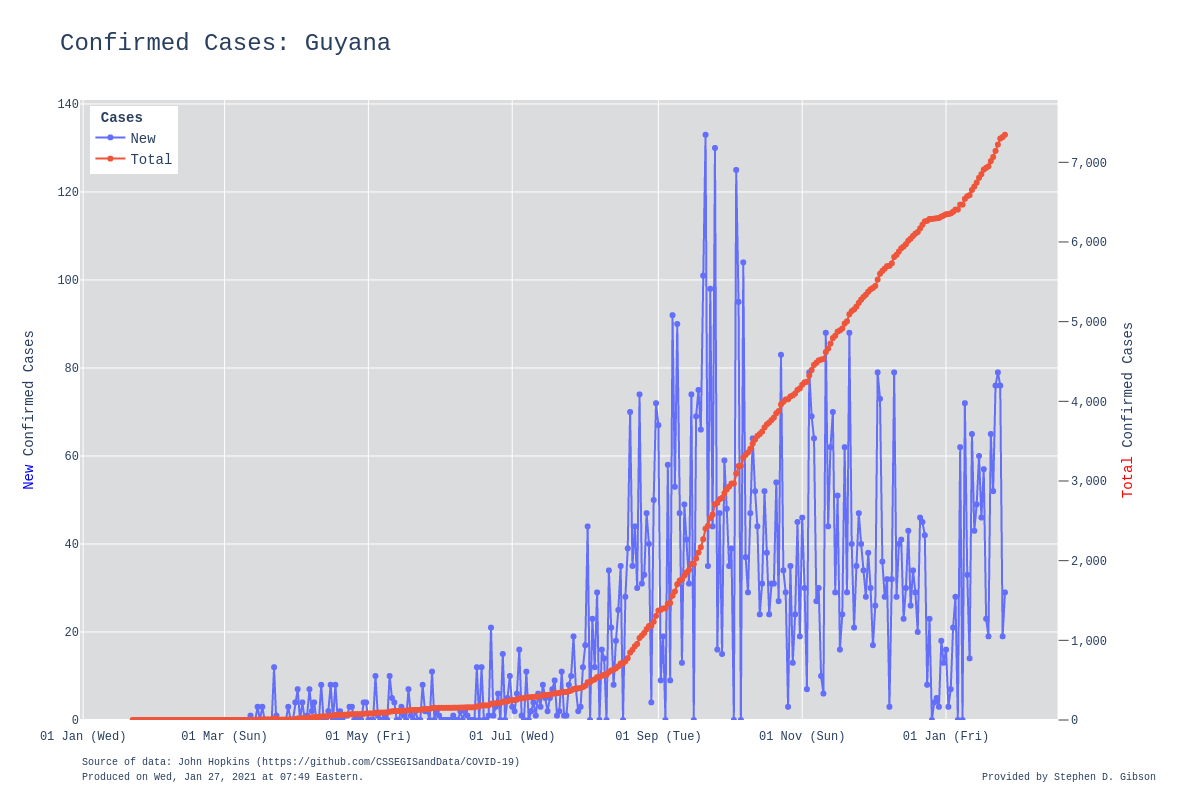 Confirmed Cases: Guyana
Cases
New
Total
140
120
100
80
60
40
20
0
New Confirmed Cases
7,000
6,000
5,000
4,000
3,000
2,000
1,000
0
Total Confirmed Cases
01 Jan (Wed)
01 Mar (Sun)
01 May (Fri)
01 Jul (Wed)
01 Sep (Tue)
01 Nov (Sun)
01 Jan (Fri)
Source of data: John Hopkins (https://github.com/CSSEGISandData/COVID-19)
Produced on Wed, Jan 27, 2021 at 07:49 Eastern.
Provided by Stephen D. Gibson